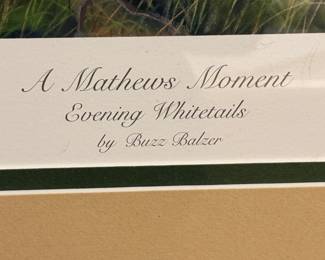 A Mathews Moment
Evening Whitetails
by Buzz Balzer